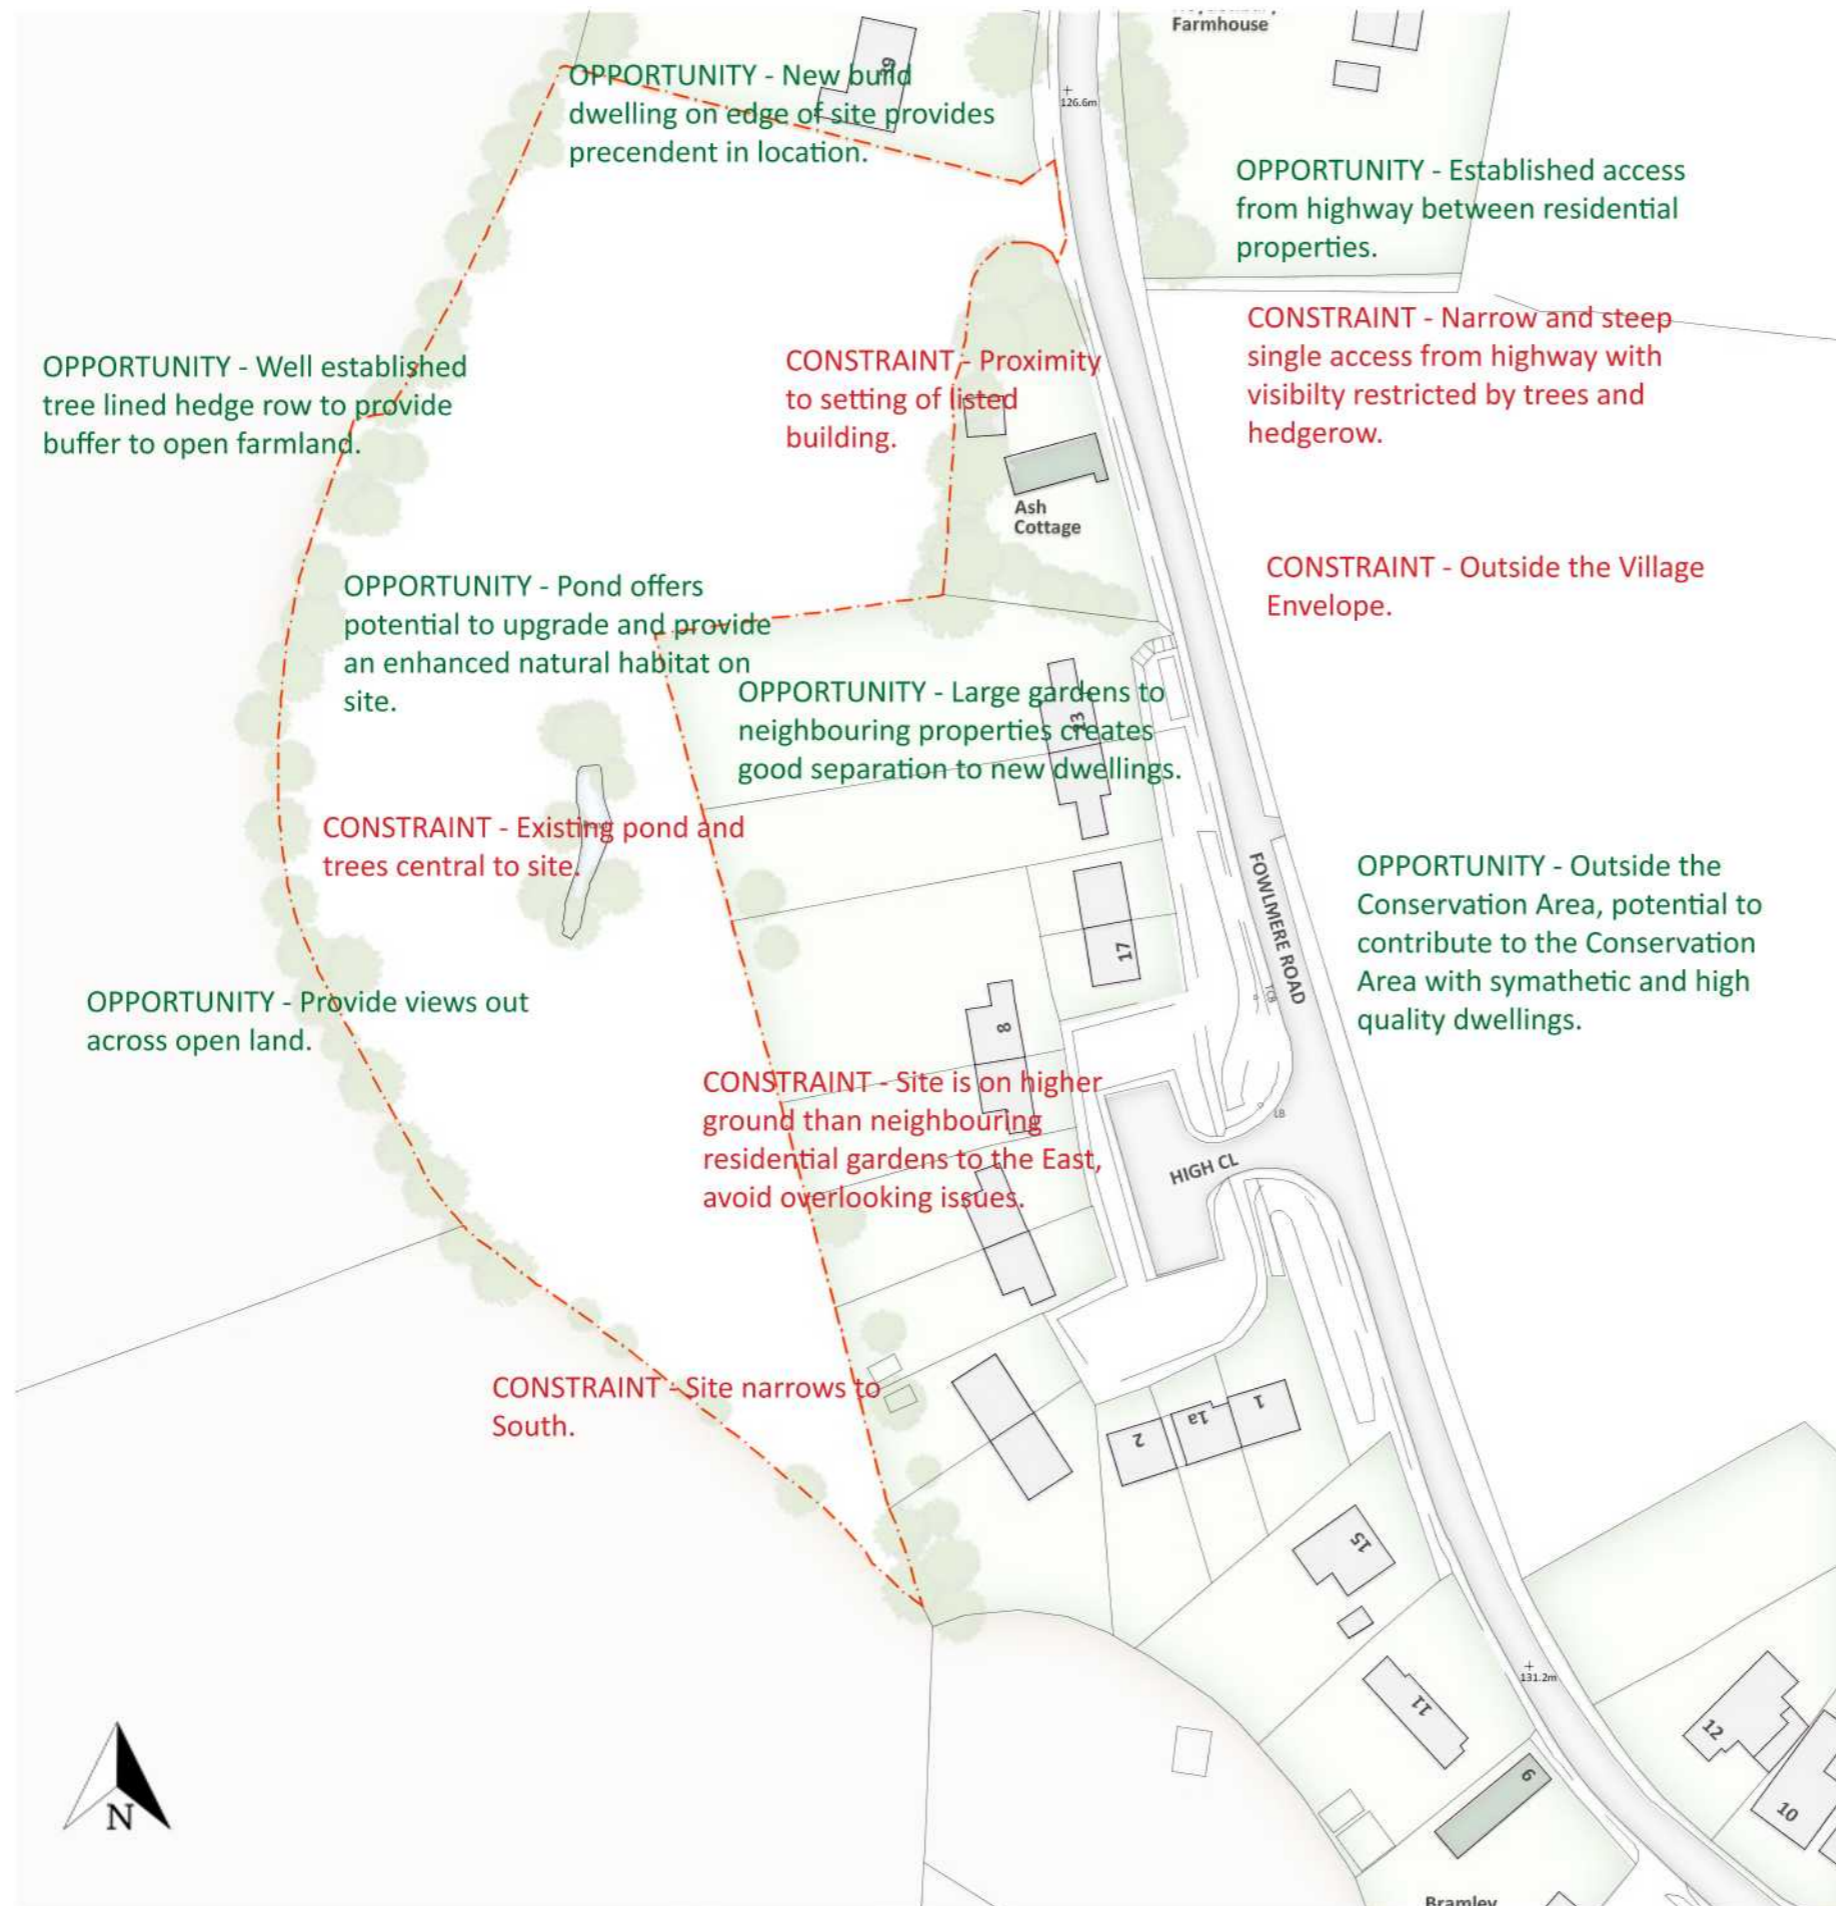 Farmhouse
OPPORTUNITY - New build
dwelling on edge of site provides
precendent in location.
126.6m
OPPORTUNITY - Established access
from highway between residential
properties.
CONSTRAINT - Narrow and steep
single access from highway with
visibilty restricted by trees and
hedgerow.
OPPORTUNITY - Well established
tree lined hedge row to provide
buffer to open farmland.
CONSTRAINT - Proximity
to setting of listed
building.
Ash
Cottage
CONSTRAINT - Outside the Village
Envelope.
OPPORTUNITY - Pond offers
potential to upgrade and provide
an enhanced natural habitat on
site.
OPPORTUNITY - Large gardens to
neighbouring properties creates
good separation to new dwellings.
23
CONSTRAINT - Existing pond and
trees central to site.
FOWLMERE ROAD
OPPORTUNITY - Outside the
Conservation Area, potential to
contribute to the Conservation
Area with symathetic and high
quality dwellings.
17
TCB
OPPORTUNITY - Provide views out
across open land.
8
CONSTRAINT - Site is on higher
ground than neighbouring
residential gardens to the East,
avoid overlooking issues.
LB
HIGH CL
CONSTRAINT - Site narrows to
South.
2
1a
1
15
131.2m
11
12
10
9
N
Bramley